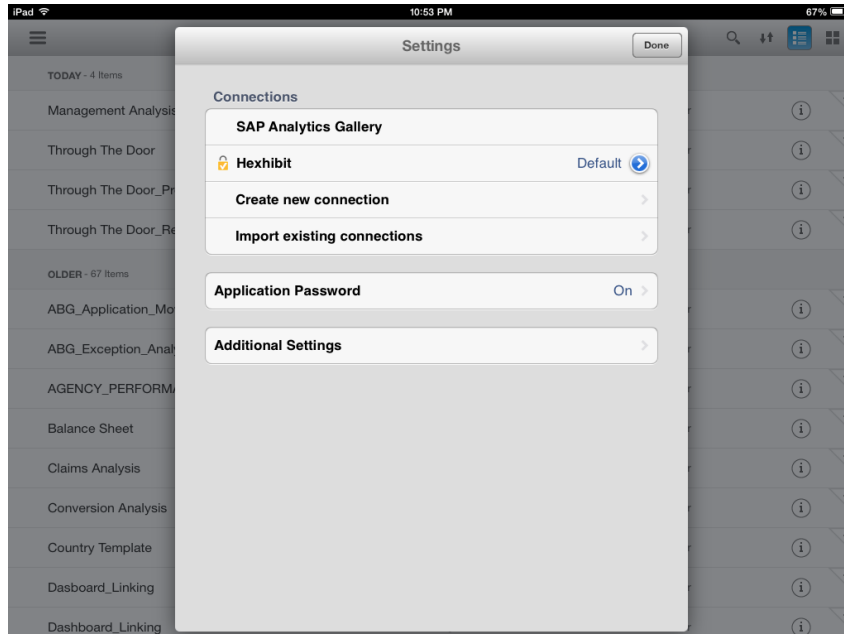 iPad 10:53 PM 67%
Settings Done
TODAY - 4 Items
Connections
Management Analysis
SAP Analytics Gallery
Through The Door
Hexhibit Default
Through The Door_Pr
Create new connection
Through The Door_Re
Import existing connections
OLDER - 67 Items
Application Password On
ABG_Application_Mo
Additional Settings
ABG_Exception_Analy
AGENCY_PERFORMA
Balance Sheet
Claims Analysis
Conversion Analysis
Country Template
Dasboard_Linking
Dashboard_Linking